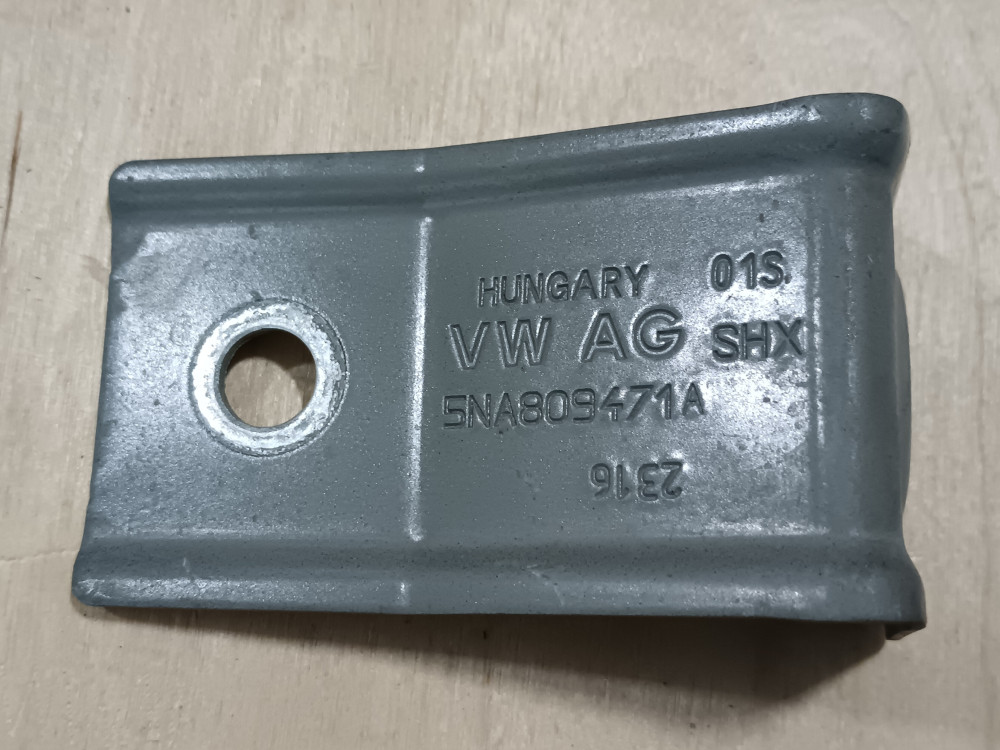 HUNGARY 01S
VW AG SHX
5NA809471A
2316